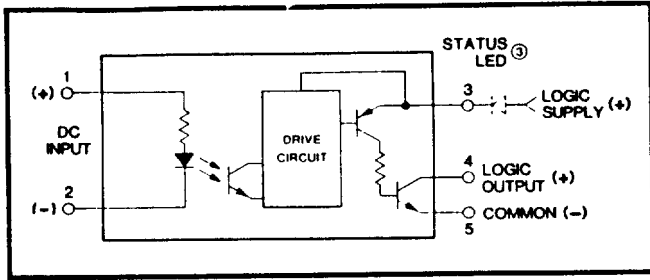 STATUS
LED ③
1
(+)
3
LOGIC
SUPPLY (+)
DC
INPUT
DRIVE
CIRCUIT
4
LOGIC
OUTPUT (+)
2
(-)
COMMON (-)
5